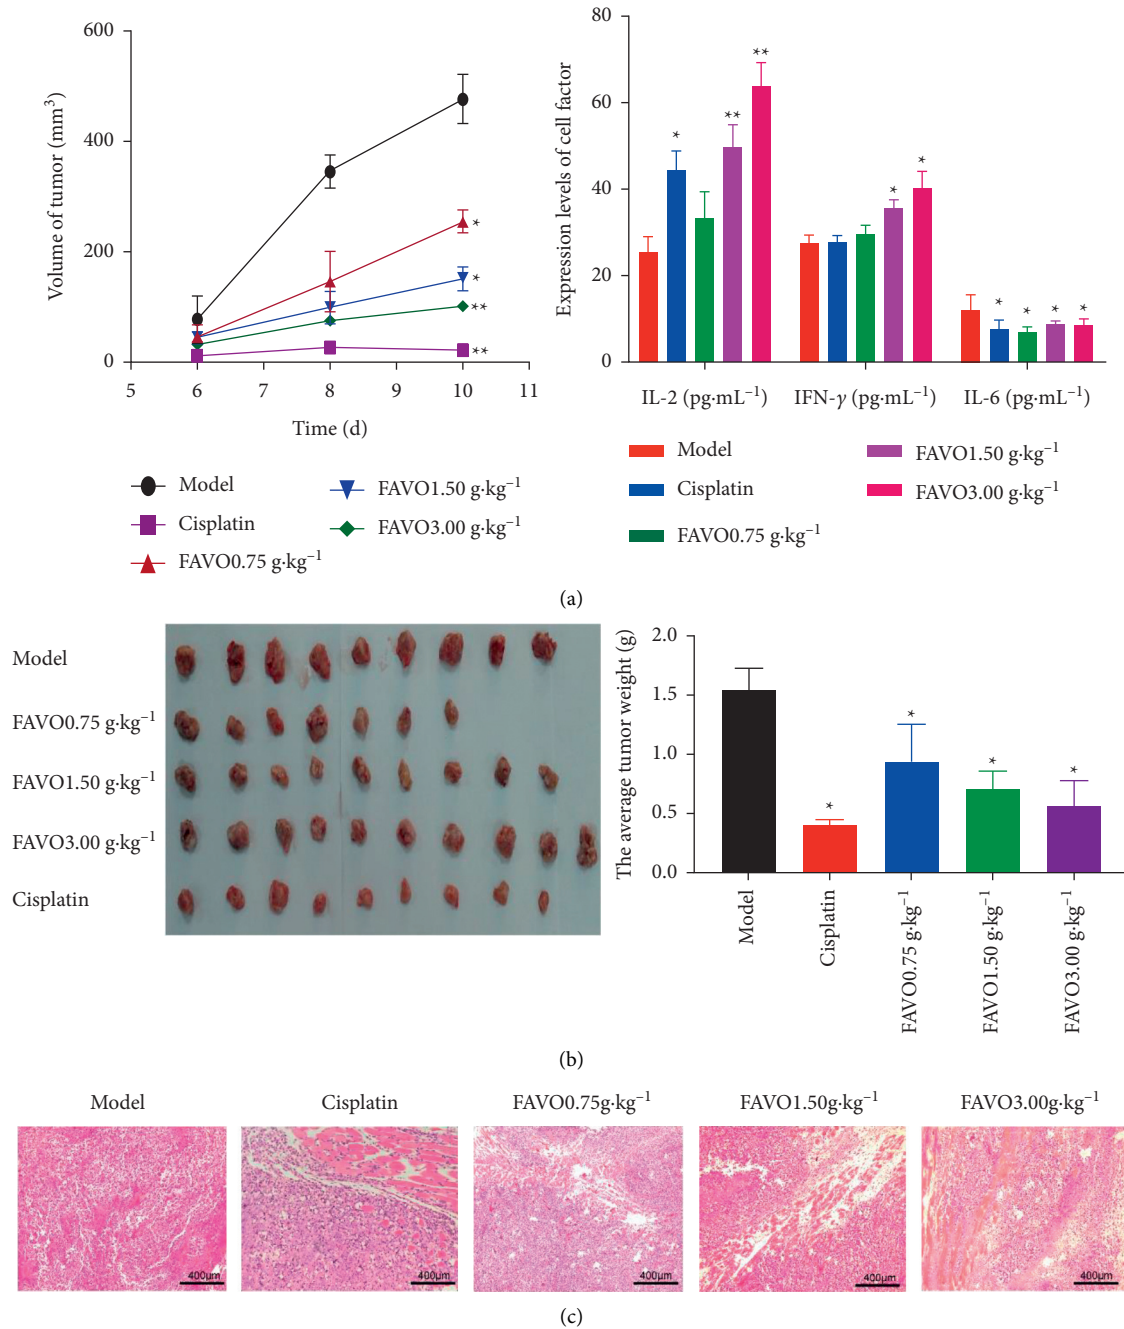 600
400
200
0
5
6
7
8
9
10
11
Volume of tumor (mm³)
Time (d)
*
*
**
**
Model
Cisplatin
FAVO0.75 g·kg⁻¹
FAVO1.50 g·kg⁻¹
FAVO3.00 g·kg⁻¹
80
60
40
20
0
Expression levels of cell factor
*
**
**
*
*
*
*
*
*
IL-2 (pg·mL⁻¹)
IFN-γ (pg·mL⁻¹)
IL-6 (pg·mL⁻¹)
Model
Cisplatin
FAVO0.75 g·kg⁻¹
FAVO1.50 g·kg⁻¹
FAVO3.00 g·kg⁻¹
(a)
Model
FAVO0.75 g·kg⁻¹
FAVO1.50 g·kg⁻¹
FAVO3.00 g·kg⁻¹
Cisplatin
2.0
1.5
1.0
0.5
0.0
The average tumor weight (g)
*
*
*
*
Model
Cisplatin
FAVO0.75 g·kg⁻¹
FAVO1.50 g·kg⁻¹
FAVO3.00 g·kg⁻¹
(b)
Model
Cisplatin
FAVO0.75g·kg⁻¹
FAVO1.50g·kg⁻¹
FAVO3.00g·kg⁻¹
400μm
400μm
400μm
400μm
400μm
(c)